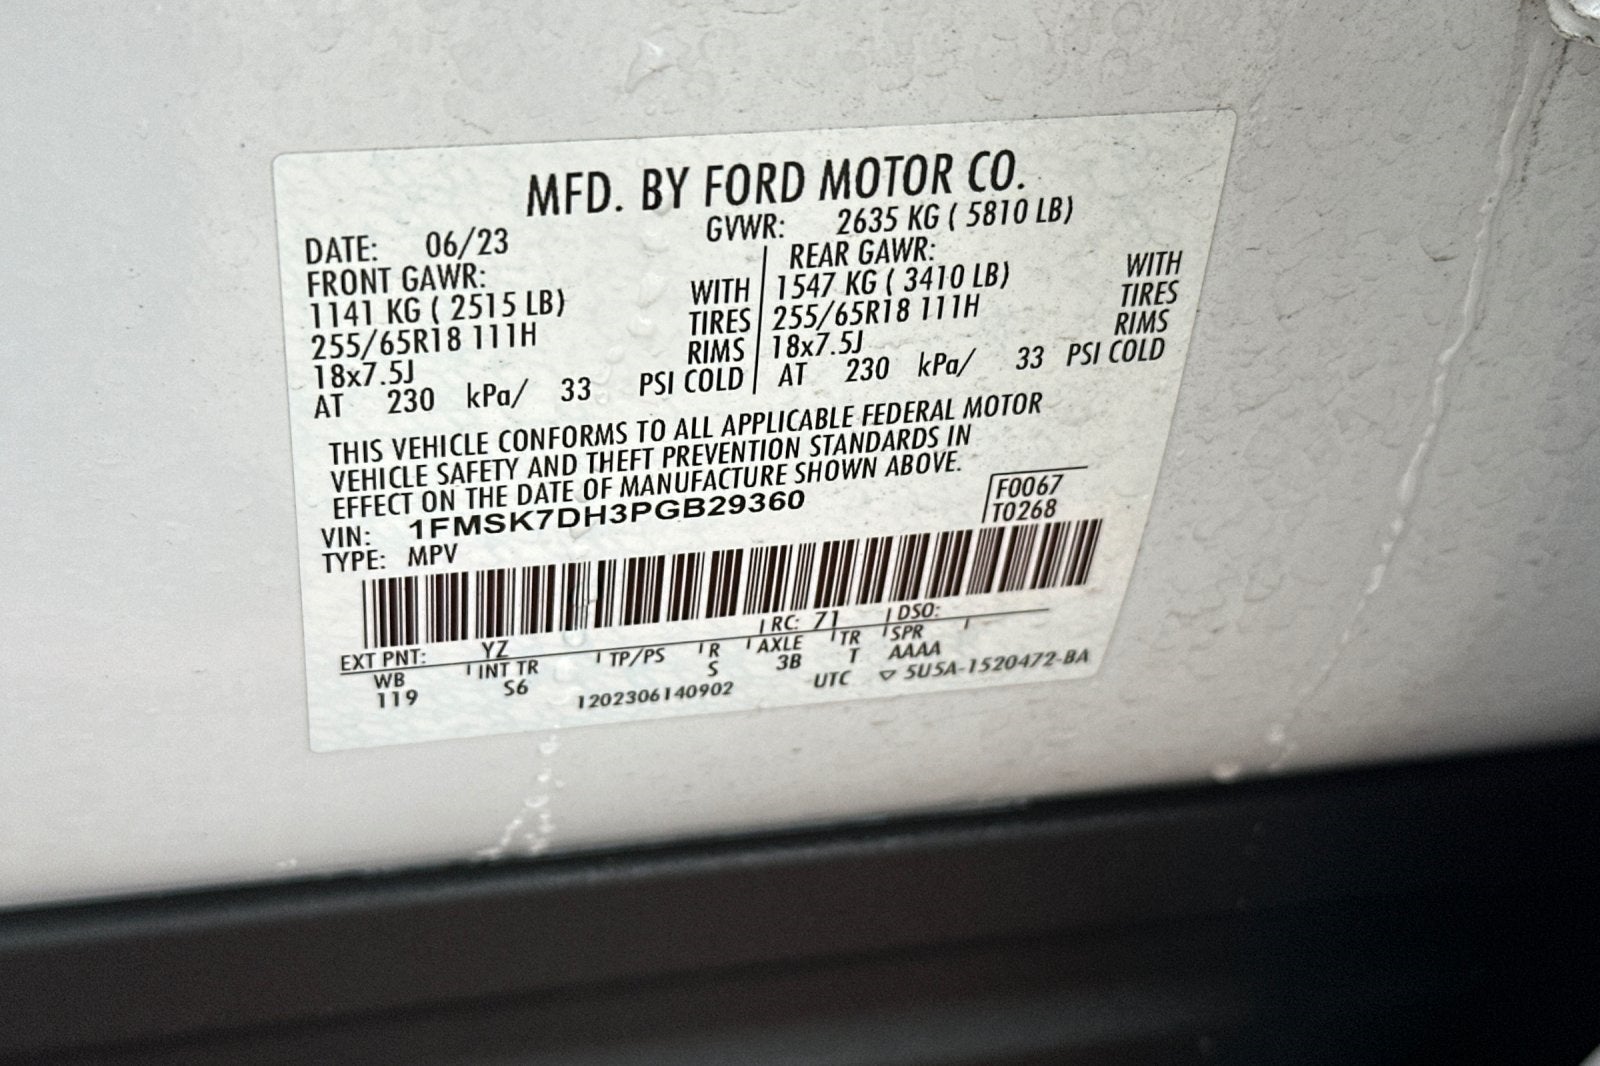 MFD. BY FORD MOTOR CO.
DATE: 06/23 GVWR: 2635 KG ( 5810 LB)
FRONT GAWR: REAR GAWR:
1141 KG ( 2515 LB) WITH 1547 KG ( 3410 LB) WITH
255/65R18 111H TIRES 255/65R18 111H TIRES
18x7.5J RIMS 18x7.5J RIMS
AT 230 kPa/ 33 PSI COLD AT 230 kPa/ 33 PSI COLD
THIS VEHICLE CONFORMS TO ALL APPLICABLE FEDERAL MOTOR
VEHICLE SAFETY AND THEFT PREVENTION STANDARDS IN
EFFECT ON THE DATE OF MANUFACTURE SHOWN ABOVE.
VIN: 1FMSK7DH3PGB29360 F0067
TYPE: MPV T0268
EXT PNT: YZ RC: 71 DSO:
WB INT TR TP/PS R AXLE TR SPR
119 S6 S 3B T AAAA
1202306140902 UTC ▽ 5U5A-1520472-BA